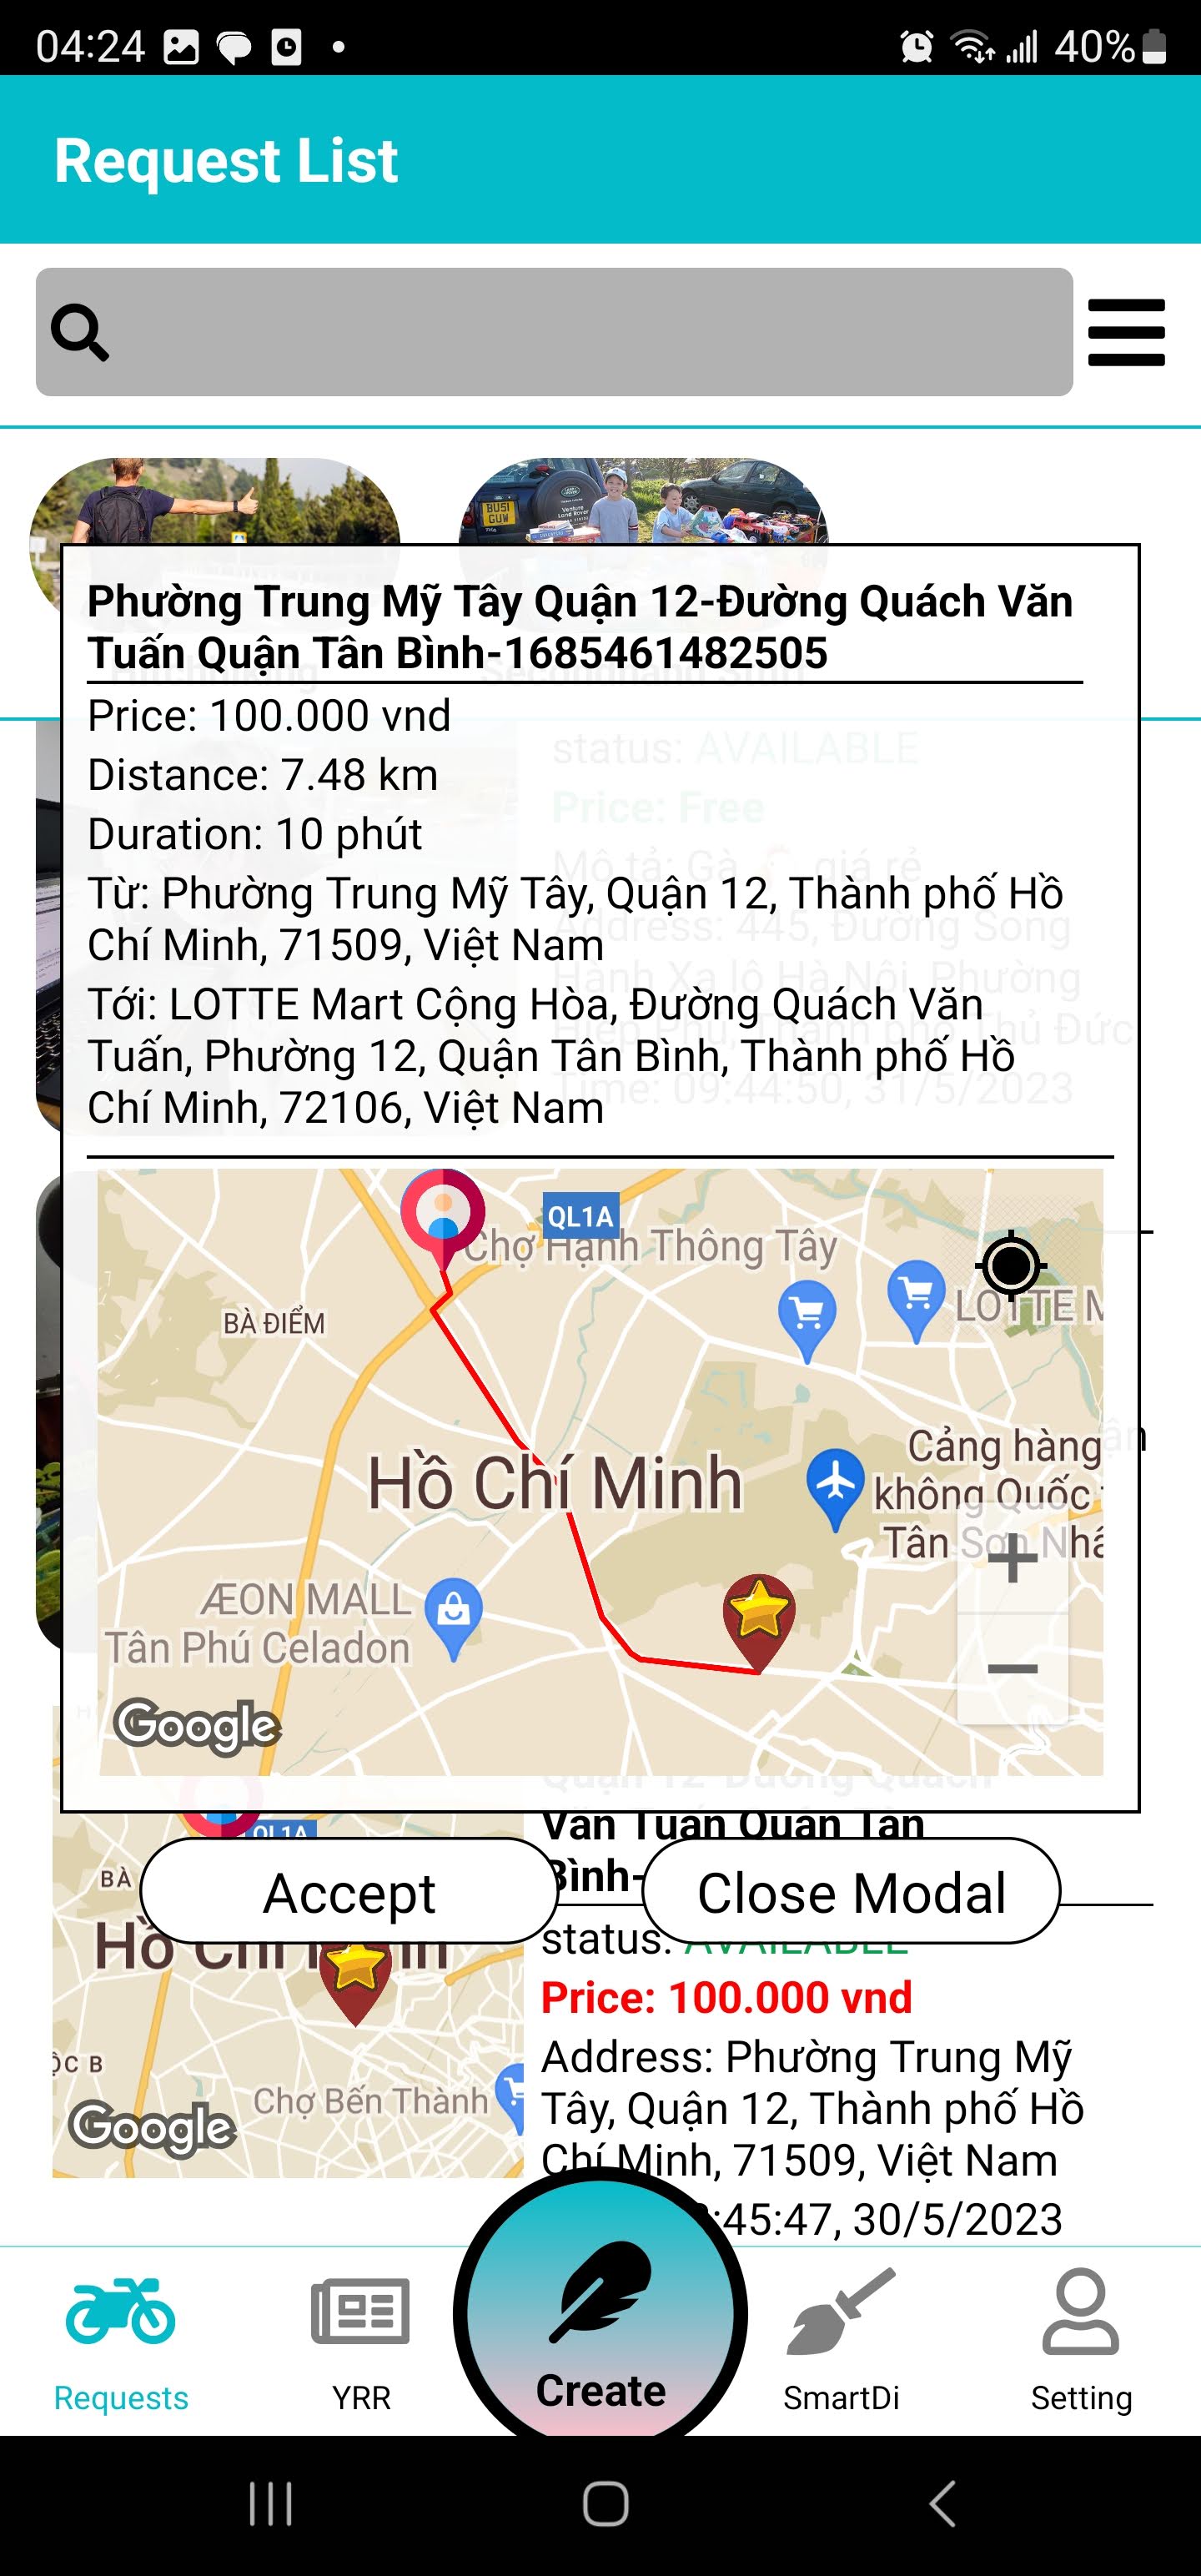 04:24
40%
Request List
BU51
GUW
Phường Trung Mỹ Tây Quận 12-Đường Quách Văn
Tuấn Quận Tân Bình-1685461482505
Price: 100.000 vnd
Distance: 7.48 km
Duration: 10 phút
Từ: Phường Trung Mỹ Tây, Quận 12, Thành phố Hồ
Chí Minh, 71509, Việt Nam
Tới: LOTTE Mart Cộng Hòa, Đường Quách Văn
Tuấn, Phường 12, Quận Tân Bình, Thành phố Hồ
Chí Minh, 72106, Việt Nam
status: AVAILABLE
Price: Free
Mô tả: Gà giá rẻ
Address: 445, Đường Song
Hành Xa lộ Hà Nội, Phường
Hiệp Phú, Thành phố Thủ Đức
Time: 09:44:50, 31/5/2023
QL1A
Chợ Hạnh Thông Tây
BÀ ĐIỂM
LOTTE M
Hồ Chí Minh
Cảng hàng
không Quốc
Tân Sơn Nhấ
ÆON MALL
Tân Phú Celadon
Google
Quận 12-Đường Quách
Văn Tuấn Quận Tân
Bình-
QL1A
BÀ
Accept
Close Modal
Hồ Chí Minh
status: AVAILABLE
Price: 100.000 vnd
Address: Phường Trung Mỹ
Tây, Quận 12, Thành phố Hồ
Chí Minh, 71509, Việt Nam
:45:47, 30/5/2023
ỘC B
Chợ Bến Thành
Google
Requests
YRR
Create
SmartDi
Setting